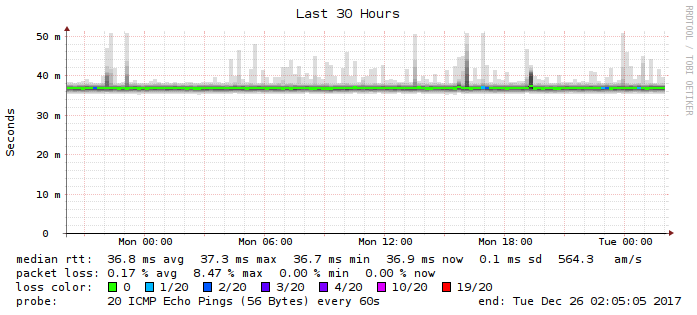 Last 30 Hours
RRDTOOL / TOBI OETIKER
Seconds
50 m
40 m
30 m
20 m
10 m
0
Mon 00:00 Mon 06:00 Mon 12:00 Mon 18:00 Tue 00:00
median rtt: 36.8 ms avg 37.3 ms max 36.7 ms min 36.9 ms now 0.1 ms sd 564.3 am/s
packet loss: 0.17 % avg 8.47 % max 0.00 % min 0.00 % now
loss color: 0 1/20 2/20 3/20 4/20 10/20 19/20
probe: 20 ICMP Echo Pings (56 Bytes) every 60s end: Tue Dec 26 02:05:05 2017